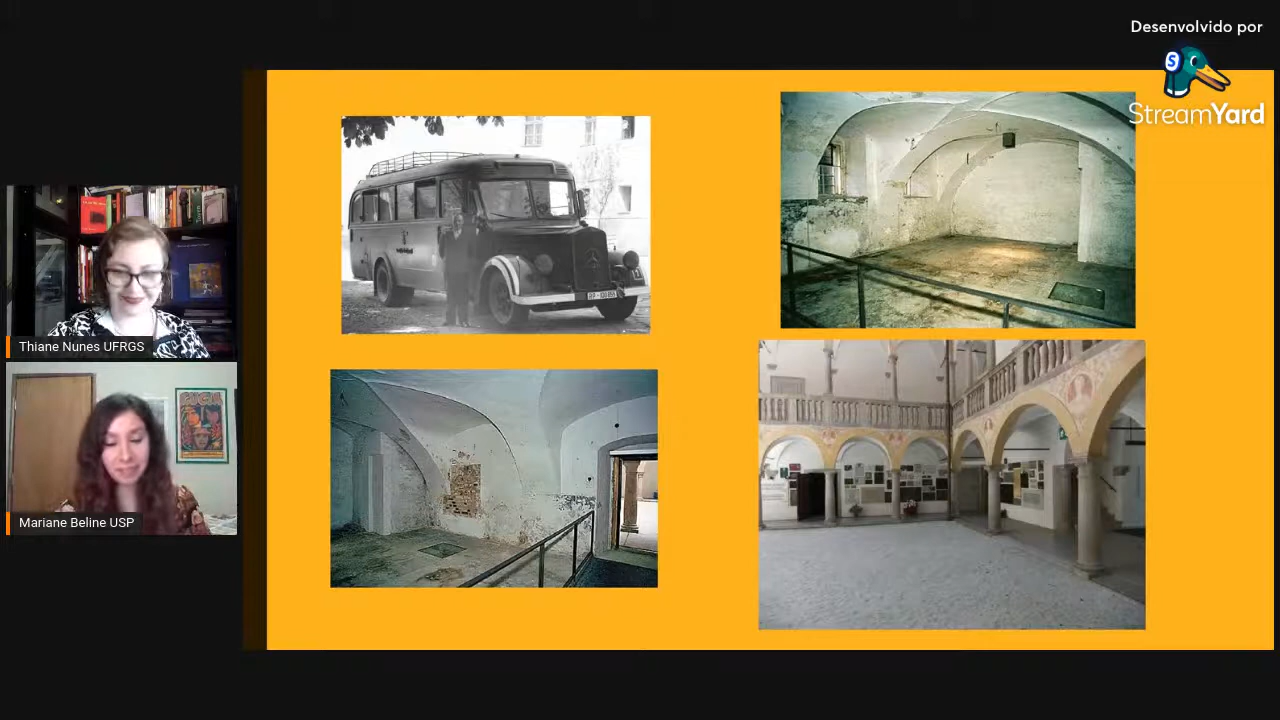 Desenvolvido por
StreamYard
Thiane Nunes UFRGS
Mariane Beline USP